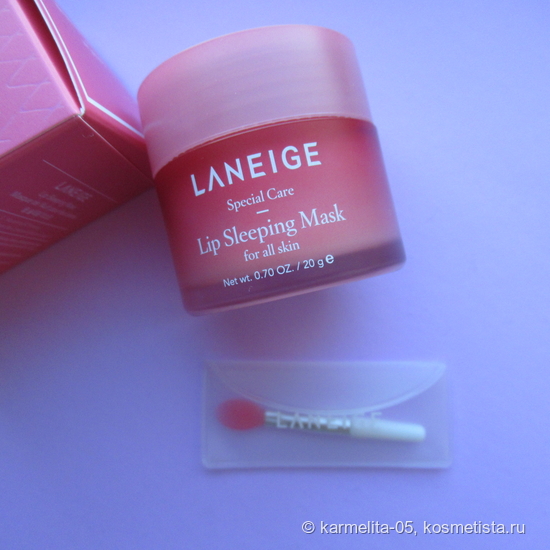 LANEIGE
Special Care
Lip Sleeping Mask
for all skin
Net wt. 0.70 OZ. / 20 g ℮
LANEIGE
LANEIGE
© karmelita-05, kosmetista.ru